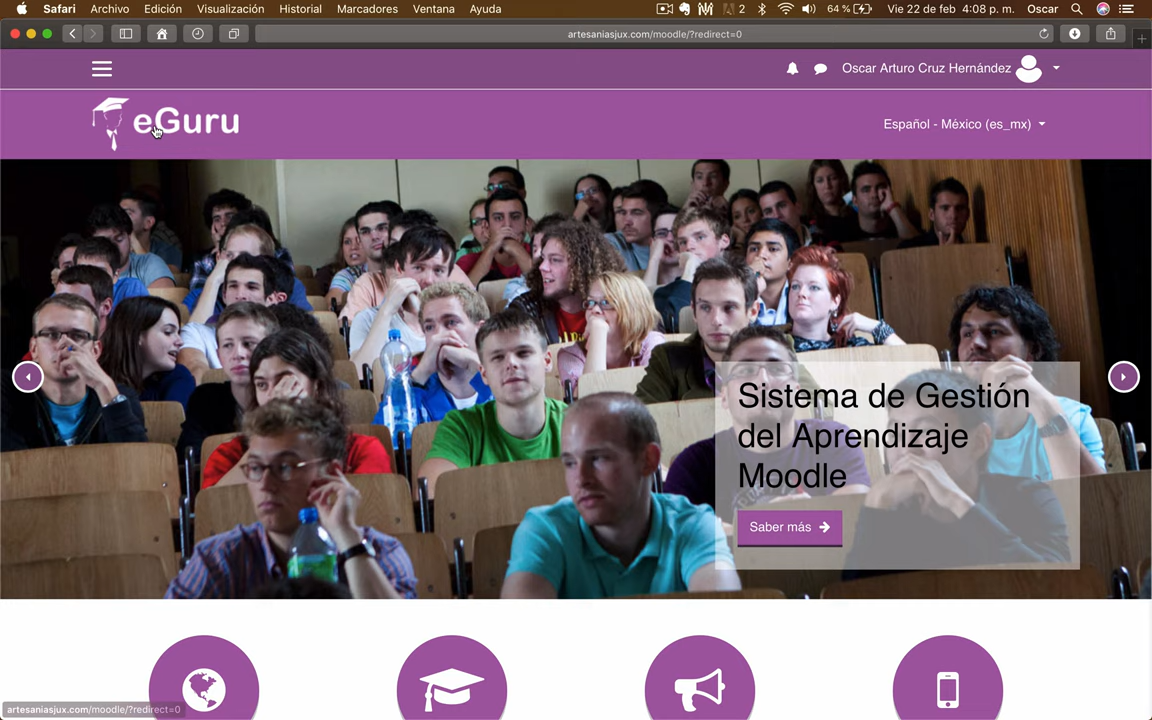 Safari Archivo Edición Visualización Historial Marcadores Ventana Ayuda 2 64 % Vie 22 de feb 4:08 p. m. Oscar
artesaniasjux.com/moodle/?redirect=0
Oscar Arturo Cruz Hernández
eGuru
Español - México (es_mx)
Sistema de Gestión
del Aprendizaje
Moodle
Saber más
artesaniasjux.com/moodle/?redirect=0